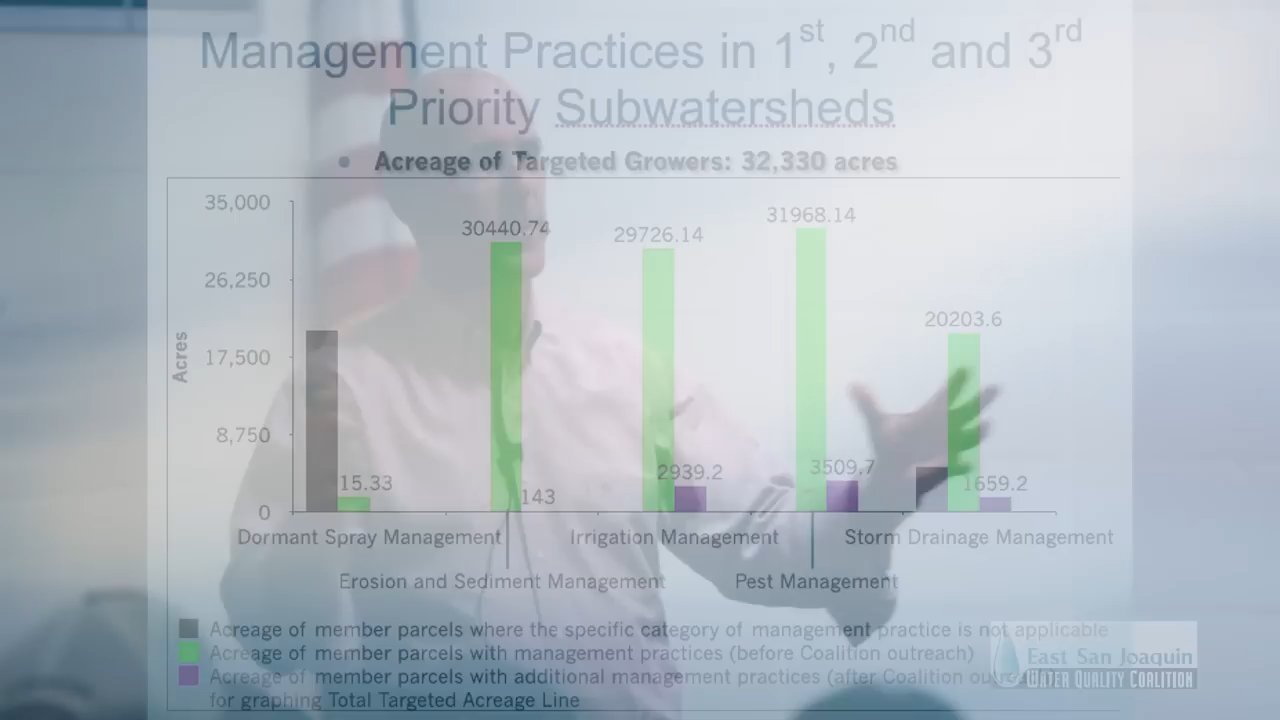 Management Practices in 1st, 2nd and 3rd
Priority Subwatersheds
• Acreage of Targeted Growers: 32,330 acres
35,000
26,250
17,500
8,750
0
Acres
30440.74
29726.14
31968.14
20203.6
15.33
143
2939.2
3509.7
1659.2
Dormant Spray Management
Irrigation Management
Storm Drainage Management
Erosion and Sediment Management
Pest Management
Acreage of member parcels where the specific category of management practice is not applicable
Acreage of member parcels with management practices (before Coalition outreach)
Acreage of member parcels with additional management practices (after Coalition
for graphing Total Targeted Acreage Line
East San Joaquin
WATER QUALITY COALITION